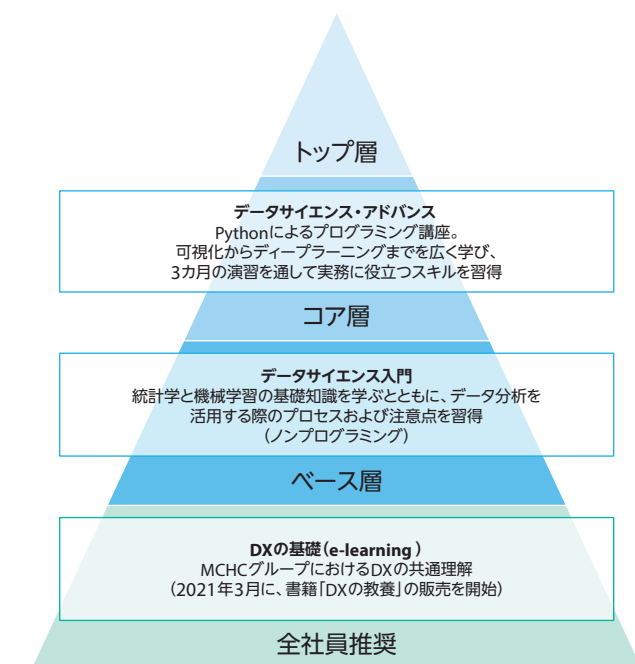 トップ層
データサイエンス・アドバンス
Pythonによるプログラミング講座。
可視化からディープラーニングまでを広く学び、
3カ月の演習を通して実務に役立つスキルを習得
コア層
データサイエンス入門
統計学と機械学習の基礎知識を学ぶとともに、データ分析を
活用する際のプロセスおよび注意点を習得
(ノンプログラミング)
ベース層
DXの基礎(e-learning)
MCHCグループにおけるDXの共通理解
(2021年3月に、書籍「DXの教養」の販売を開始)
全社員推奨